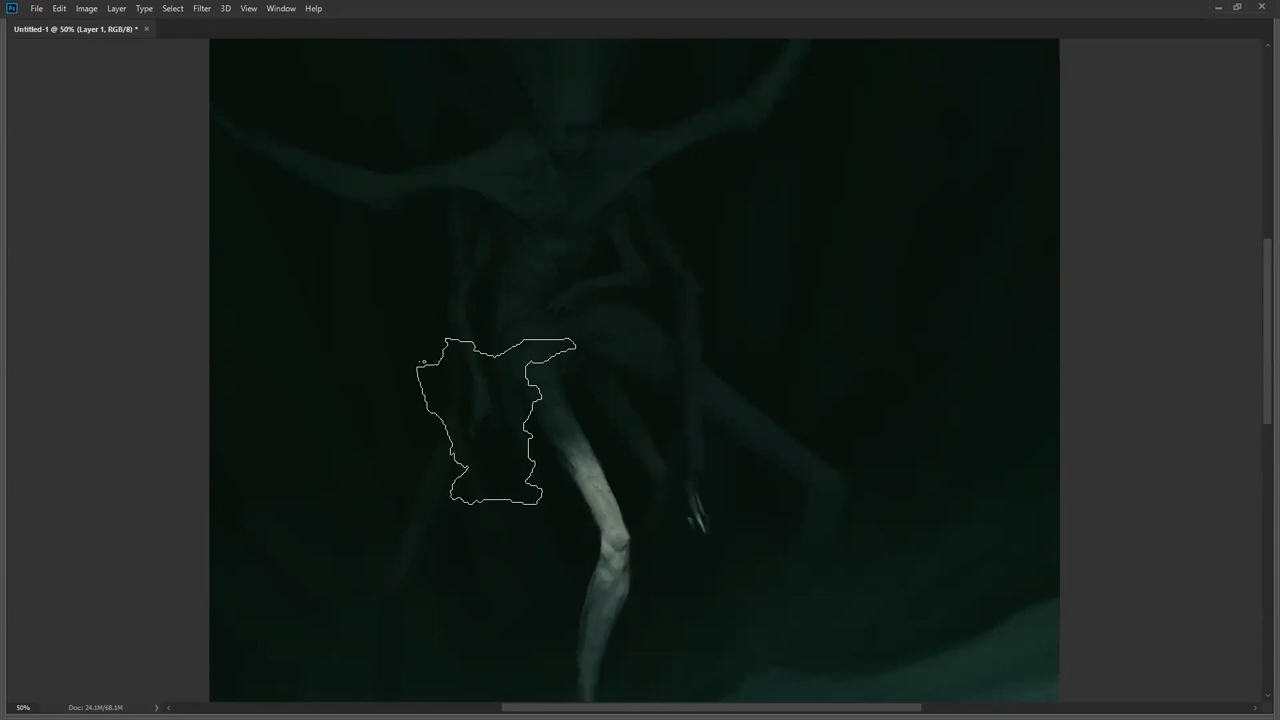 Ps File Edit Image Layer Type Select Filter 3D View Window Help
Untitled-1 @ 50% (Layer 1, RGB/8) *
50% Doc: 24.1M/68.1M